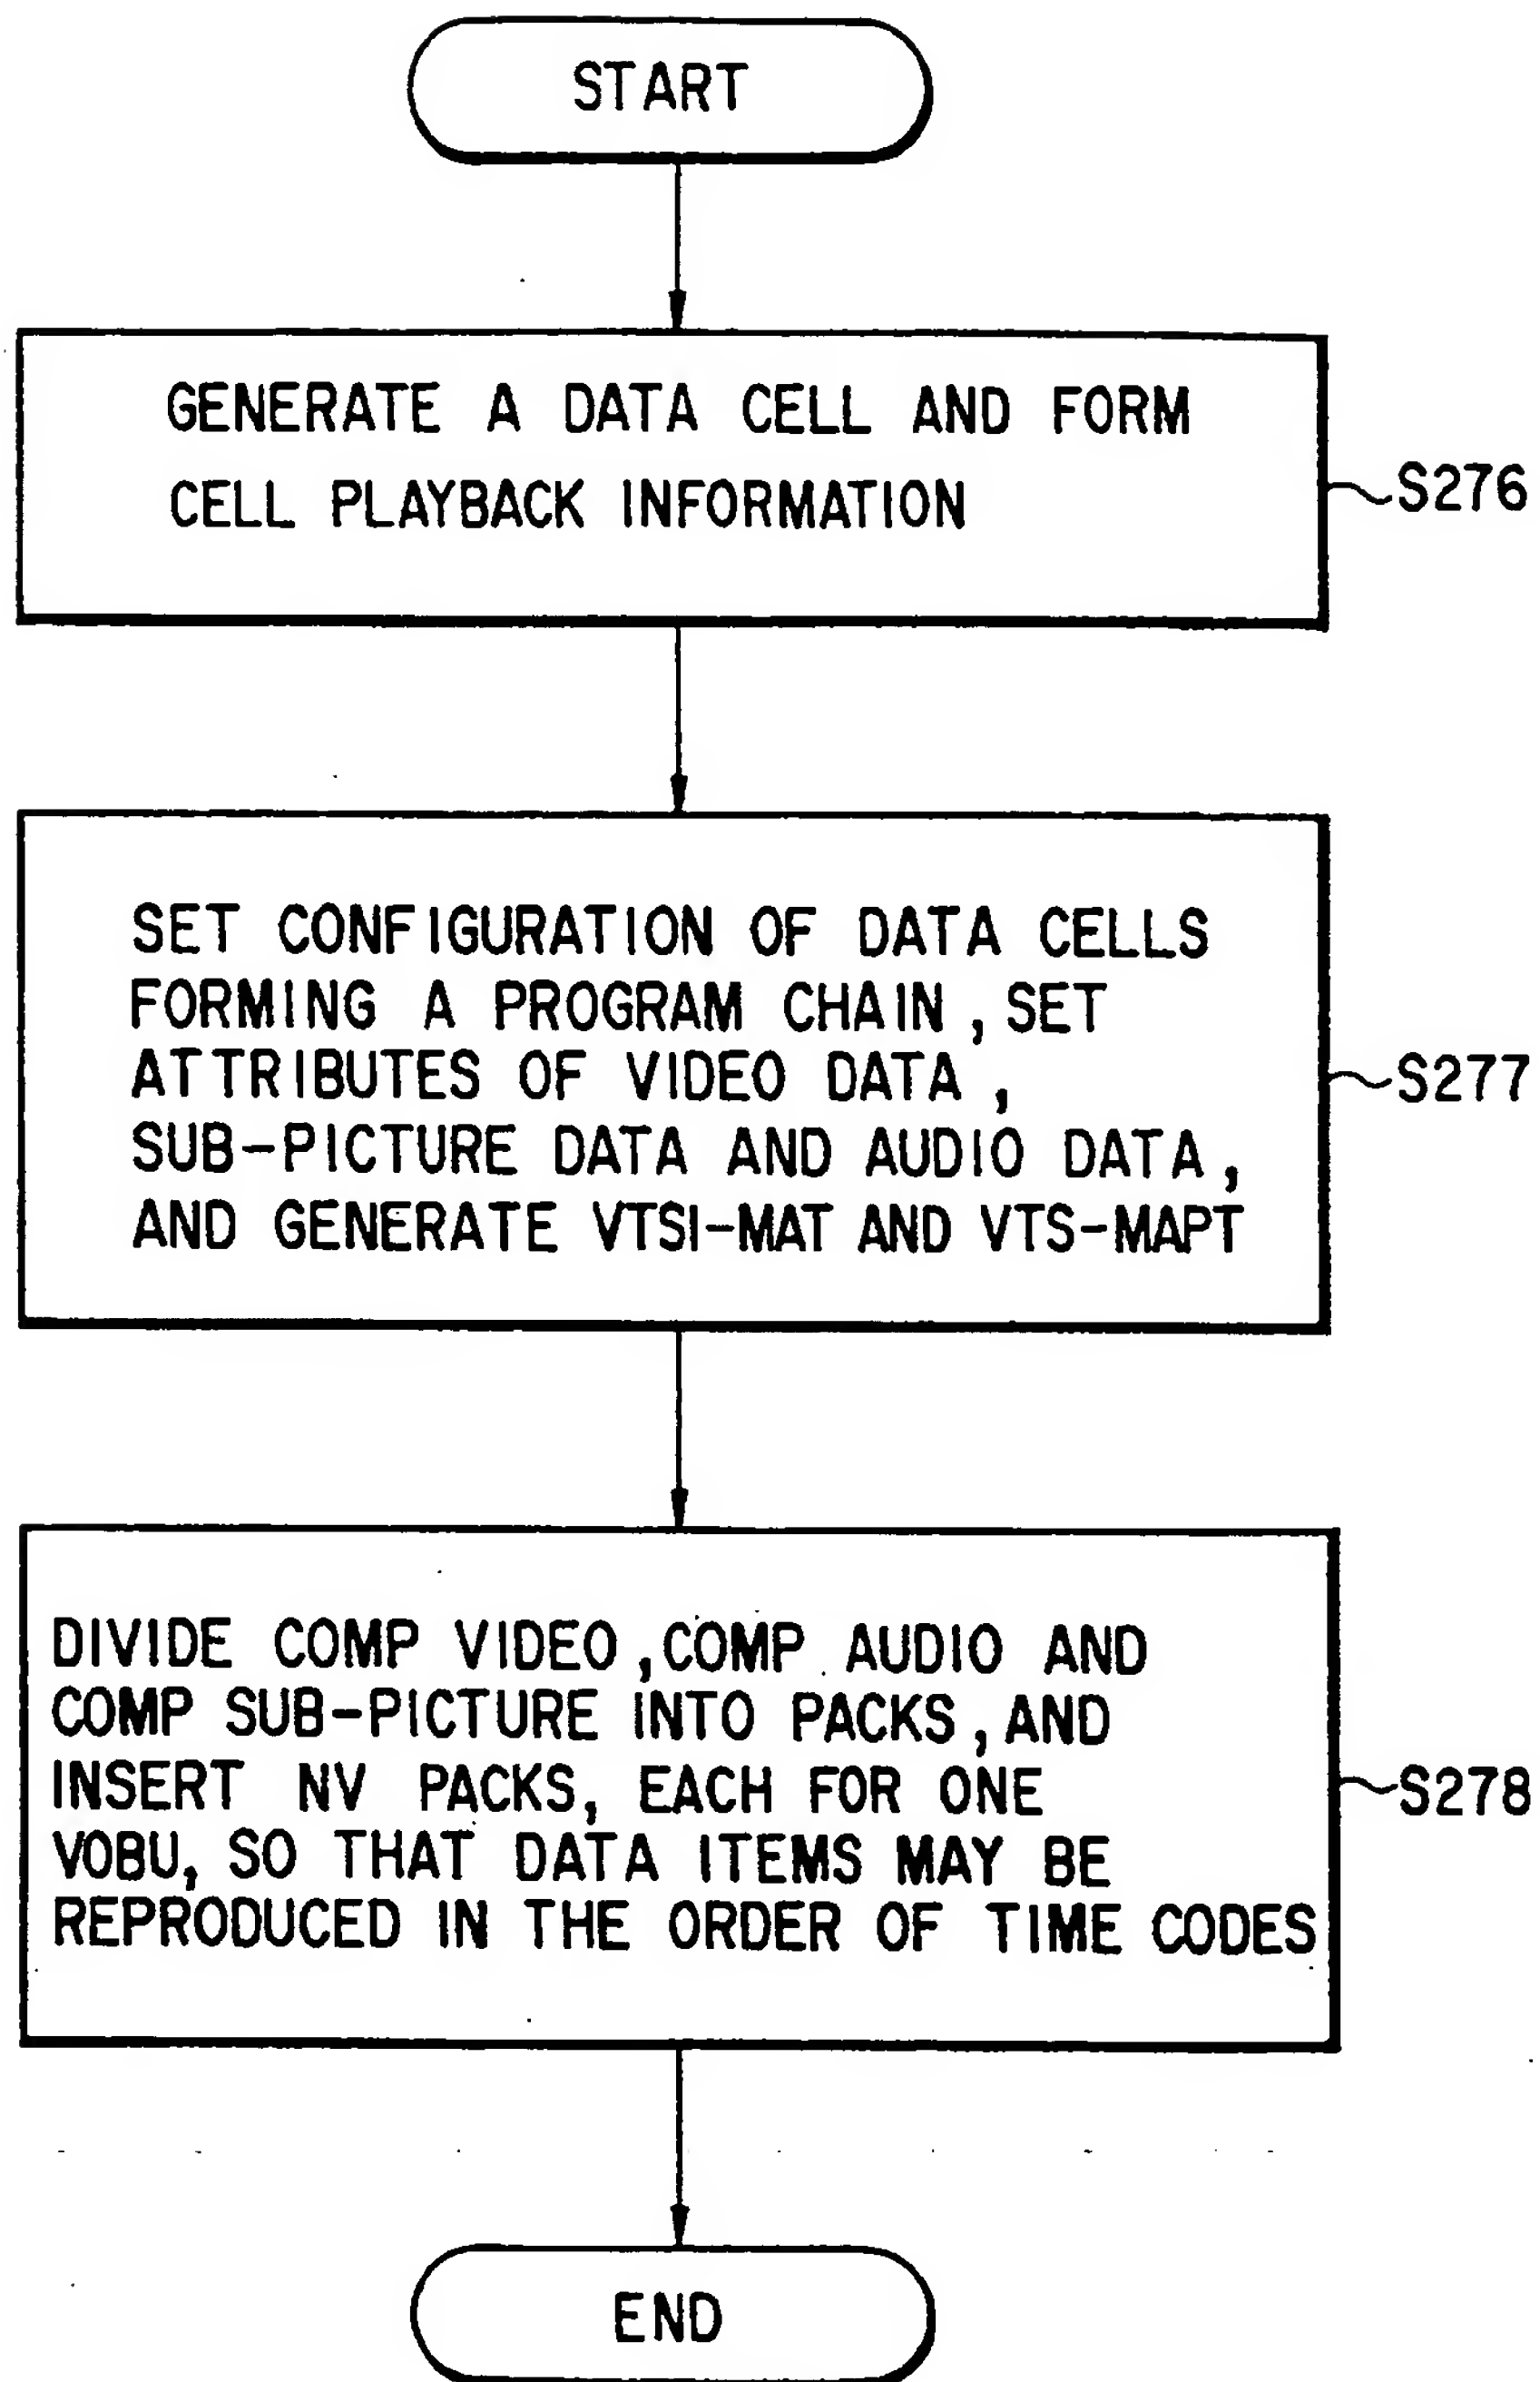 START
GENERATE A DATA CELL AND FORM
CELL PLAYBACK INFORMATION
S276
SET CONFIGURATION OF DATA CELLS
FORMING A PROGRAM CHAIN, SET
ATTRIBUTES OF VIDEO DATA,
SUB-PICTURE DATA AND AUDIO DATA,
AND GENERATE VTSI-MAT AND VTS-MAPT
S277
DIVIDE COMP VIDEO, COMP AUDIO AND
COMP SUB-PICTURE INTO PACKS, AND
INSERT NV PACKS, EACH FOR ONE
VOBU, SO THAT DATA ITEMS MAY BE
REPRODUCED IN THE ORDER OF TIME CODES
S278
END